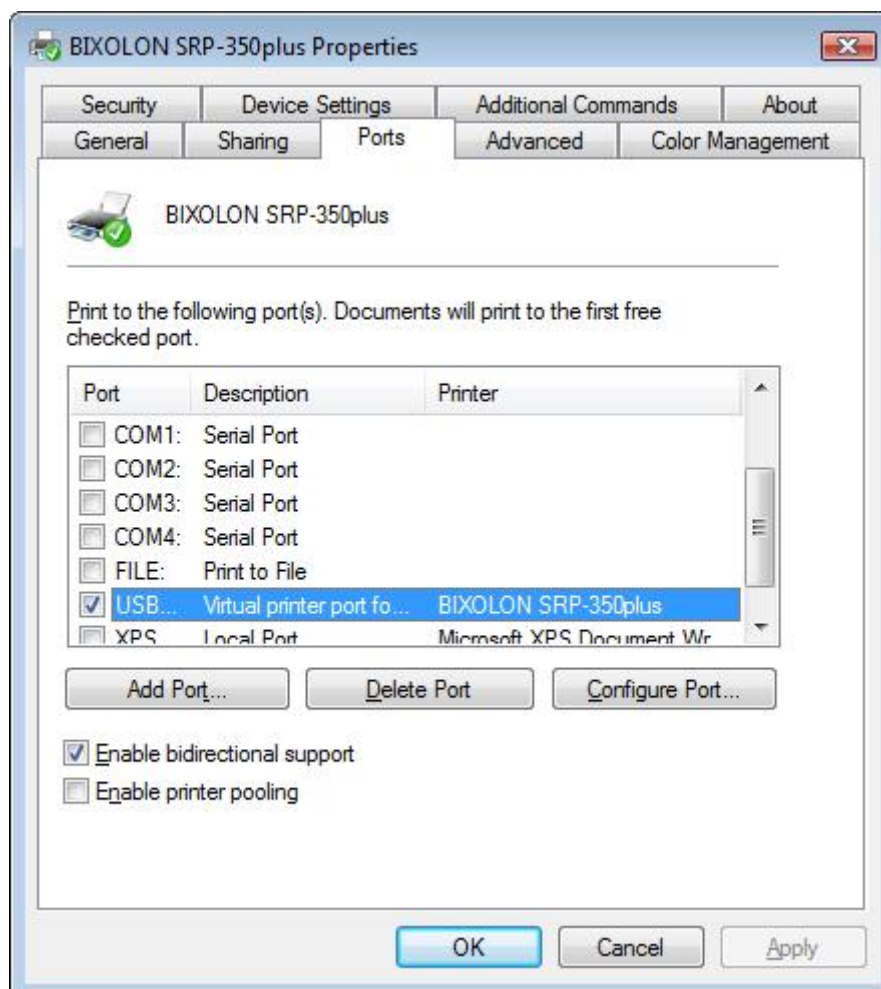 BIXOLON SRP-350plus Properties
Security Device Settings Additional Commands About
General Sharing Ports Advanced Color Management
BIXOLON SRP-350plus
Print to the following port(s). Documents will print to the first free
checked port.
Port Description Printer
COM1: Serial Port
COM2: Serial Port
COM3: Serial Port
COM4: Serial Port
FILE: Print to File
USB... Virtual printer port fo... BIXOLON SRP-350plus
XPS Local Port Microsoft XPS Document Wr
Add Port... Delete Port Configure Port...
Enable bidirectional support
Enable printer pooling
OK Cancel Apply